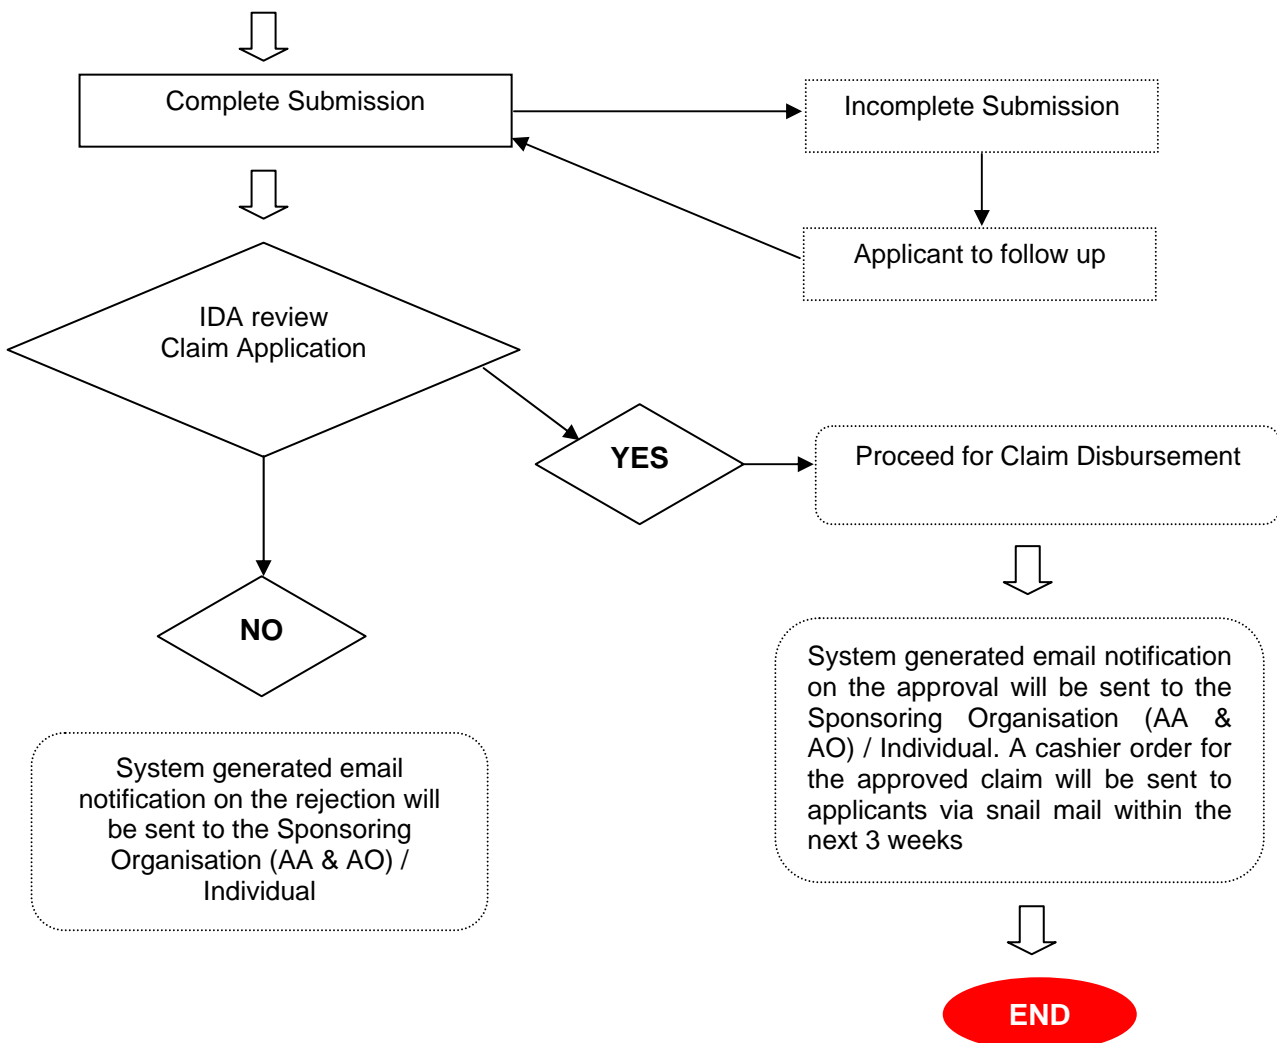 Complete Submission
Incomplete Submission
Applicant to follow up
IDA review
Claim Application
YES
Proceed for Claim Disbursement
NO
System generated email
notification on the rejection will
be sent to the Sponsoring
Organisation (AA & AO) /
Individual
System generated email notification
on the approval will be sent to the
Sponsoring Organisation (AA &
AO) / Individual. A cashier order for
the approved claim will be sent to
applicants via snail mail within the
next 3 weeks
END